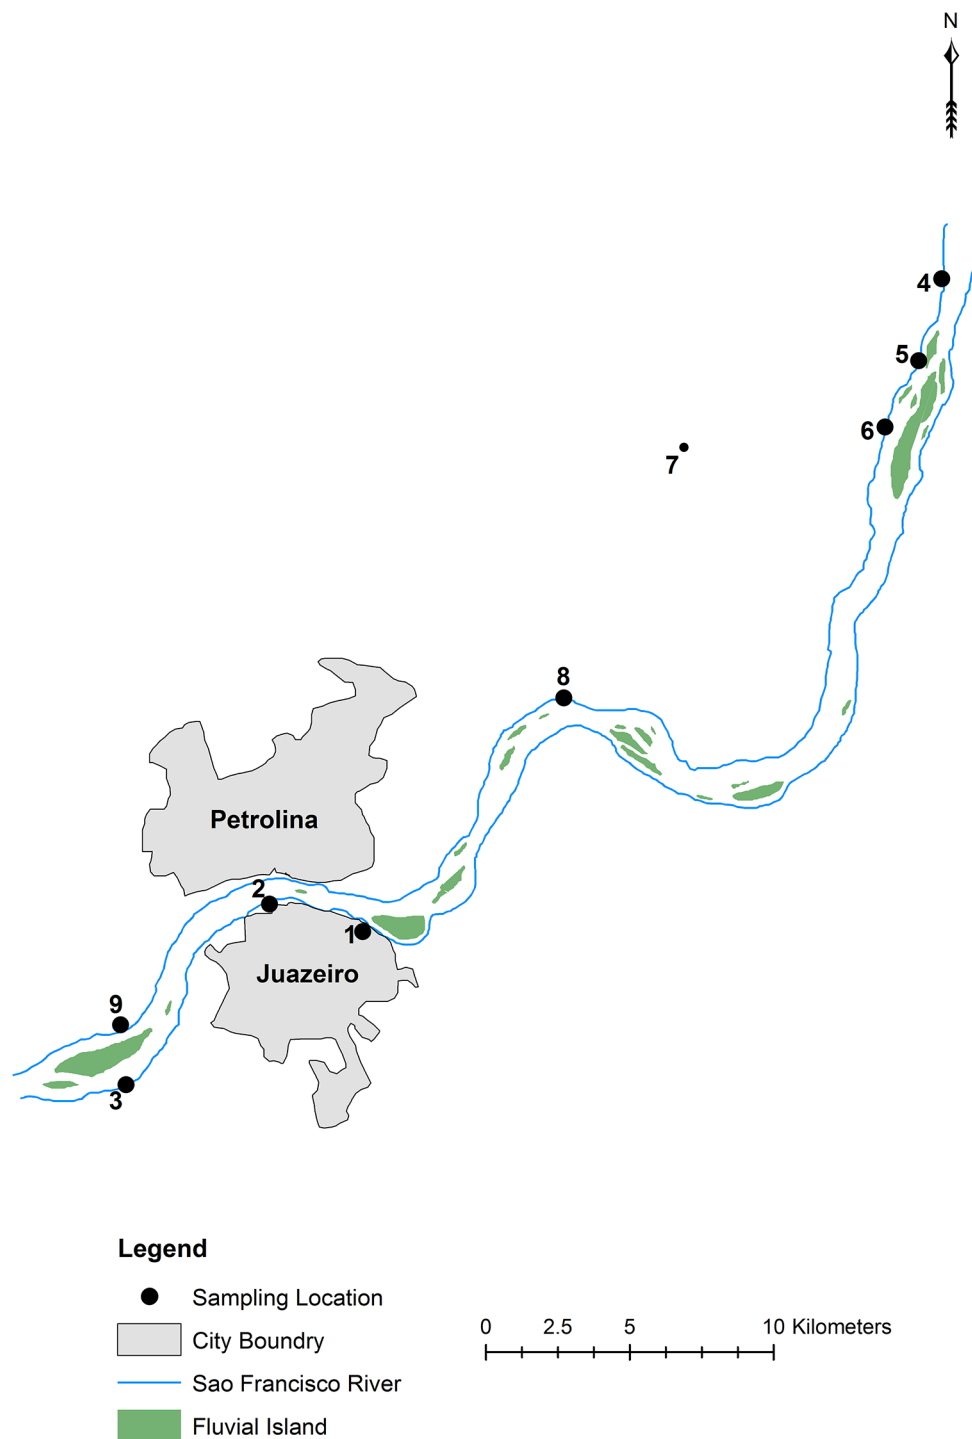 N
4
5
6
7
8
Petrolina
2
1
Juazeiro
9
3
Legend
Sampling Location
City Boundry
Sao Francisco River
Fluvial Island
0 2.5 5 10 Kilometers